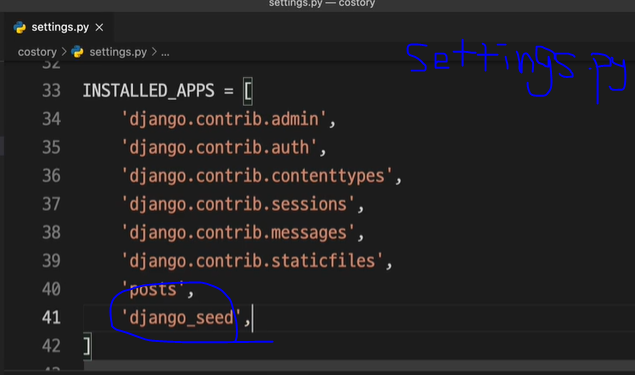 settings.py — costory
settings.py ×
costory > settings.py > ...
settings.py
32
33 INSTALLED_APPS = [
34 'django.contrib.admin',
35 'django.contrib.auth',
36 'django.contrib.contenttypes',
37 'django.contrib.sessions',
38 'django.contrib.messages',
39 'django.contrib.staticfiles',
40 'posts',
41 'django_seed',
42 ]